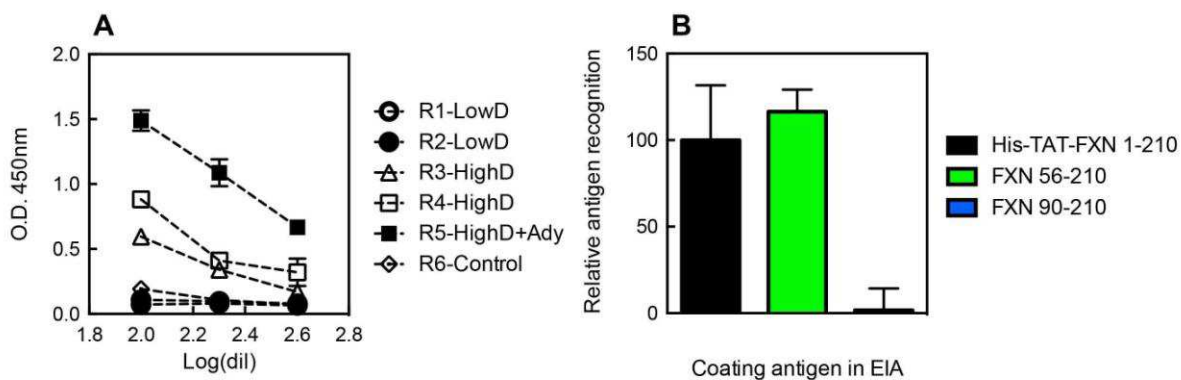 A
O.D. 450nm
2.0
1.5
1.0
0.5
0.0
1.8
2.0
2.2
2.4
2.6
2.8
Log(dil)
R1-LowD
R2-LowD
R3-HighD
R4-HighD
R5-HighD+Ady
R6-Control
B
Relative antigen recognition
150
100
50
0
Coating antigen in EIA
His-TAT-FXN 1-210
FXN 56-210
FXN 90-210